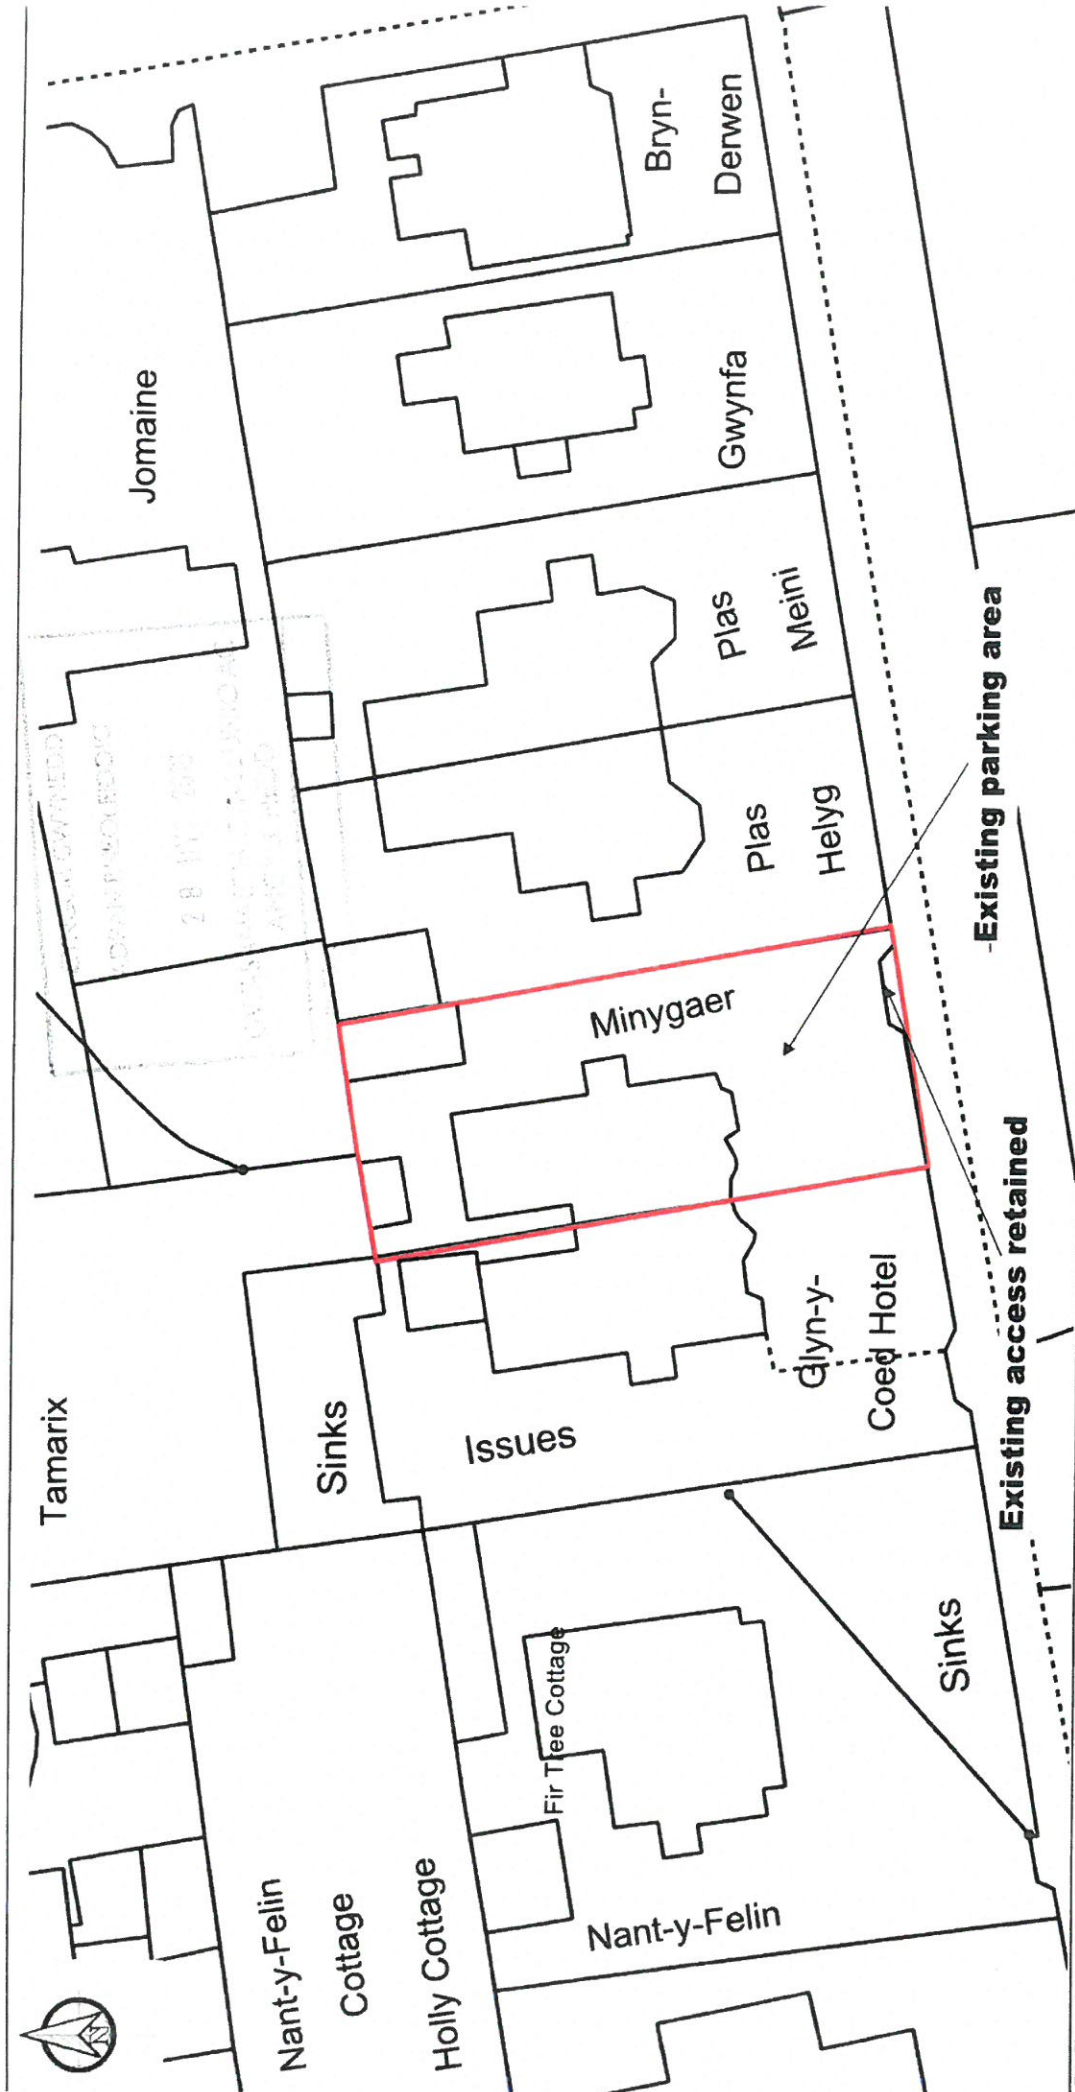 Tamarix
Jomaine
Nant-y-Felin
Cottage
Holly Cottage
Sinks
Issues
Fir Tree Cottage
Nant-y-Felin
Sinks
Glyn-y-
Coed Hotel
Minygaer
Plas
Helyg
Plas
Meini
Gwynfa
Bryn-
Derwen
Existing access retained
Existing parking area
N